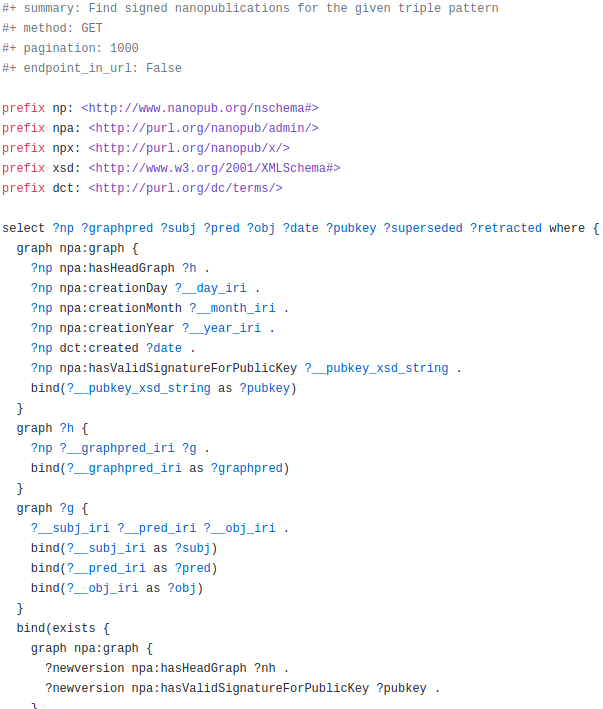 #+ summary: Find signed nanopublications for the given triple pattern
#+ method: GET
#+ pagination: 1000
#+ endpoint_in_url: False

prefix np: <http://www.nanopub.org/nschema#>
prefix npa: <http://purl.org/nanopub/admin/>
prefix npx: <http://purl.org/nanopub/x/>
prefix xsd: <http://www.w3.org/2001/XMLSchema#>
prefix dct: <http://purl.org/dc/terms/>

select ?np ?graphpred ?subj ?pred ?obj ?date ?pubkey ?superseded ?retracted where {
  graph npa:graph {
    ?np npa:hasHeadGraph ?h .
    ?np npa:creationDay ?__day_iri .
    ?np npa:creationMonth ?__month_iri .
    ?np npa:creationYear ?__year_iri .
    ?np dct:created ?date .
    ?np npa:hasValidSignatureForPublicKey ?__pubkey_xsd_string .
    bind(?__pubkey_xsd_string as ?pubkey)
  }
  graph ?h {
    ?np ?__graphpred_iri ?g .
    bind(?__graphpred_iri as ?graphpred)
  }
  graph ?g {
    ?__subj_iri ?__pred_iri ?__obj_iri .
    bind(?__subj_iri as ?subj)
    bind(?__pred_iri as ?pred)
    bind(?__obj_iri as ?obj)
  }
  bind(exists {
    graph npa:graph {
      ?newversion npa:hasHeadGraph ?nh .
      ?newversion npa:hasValidSignatureForPublicKey ?pubkey .
    }